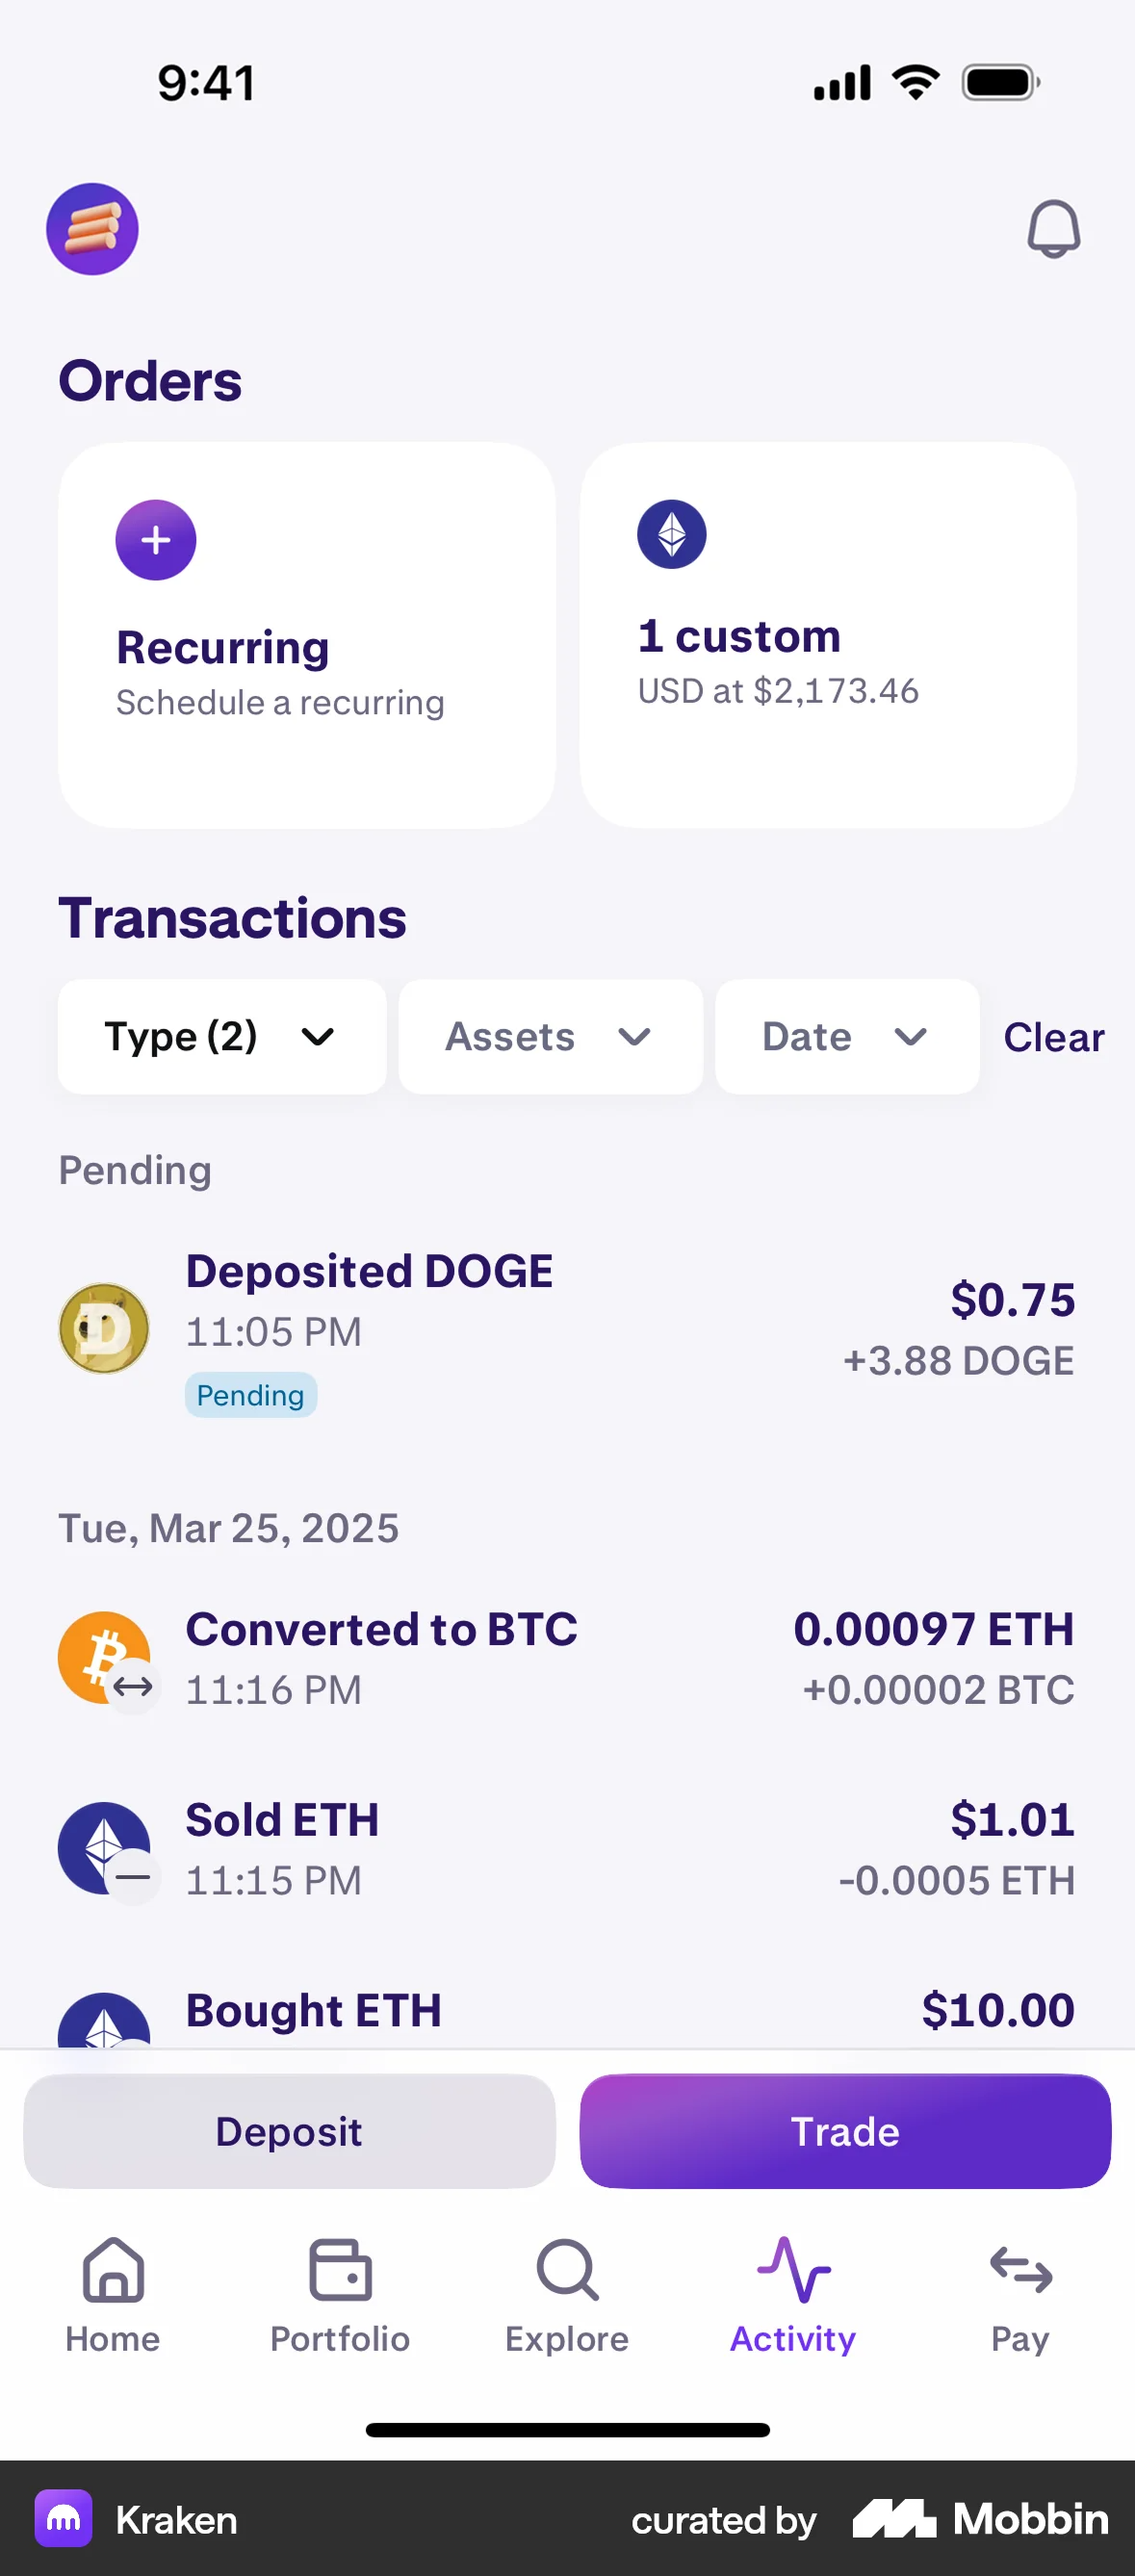 9:41
Orders
Recurring
Schedule a recurring
1 custom
USD at $2,173.46
Transactions
Type (2)
Assets
Date
Clear
Pending
Deposited DOGE
11:05 PM
Pending
$0.75
+3.88 DOGE
Tue, Mar 25, 2025
Converted to BTC
11:16 PM
0.00097 ETH
+0.00002 BTC
Sold ETH
11:15 PM
$1.01
-0.0005 ETH
Bought ETH
$10.00
Deposit
Trade
Home
Portfolio
Explore
Activity
Pay
Kraken
curated by
Mobbin